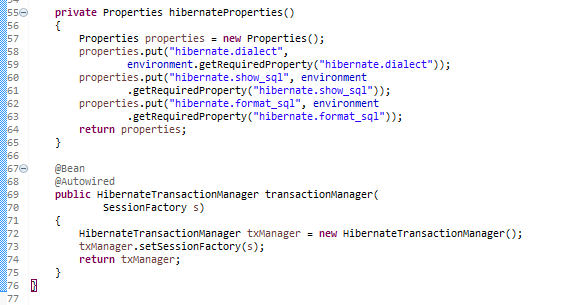 55 private Properties hibernateProperties()
56 {
57 Properties properties = new Properties();
58 properties.put("hibernate.dialect",
59 environment.getRequiredProperty("hibernate.dialect"));
60 properties.put("hibernate.show_sql", environment
61 .getRequiredProperty("hibernate.show_sql"));
62 properties.put("hibernate.format_sql", environment
63 .getRequiredProperty("hibernate.format_sql"));
64 return properties;
65 }
66
67 @Bean
68 @Autowired
69 public HibernateTransactionManager transactionManager(
70 SessionFactory s)
71 {
72 HibernateTransactionManager txManager = new HibernateTransactionManager();
73 txManager.setSessionFactory(s);
74 return txManager;
75 }
76 }
77